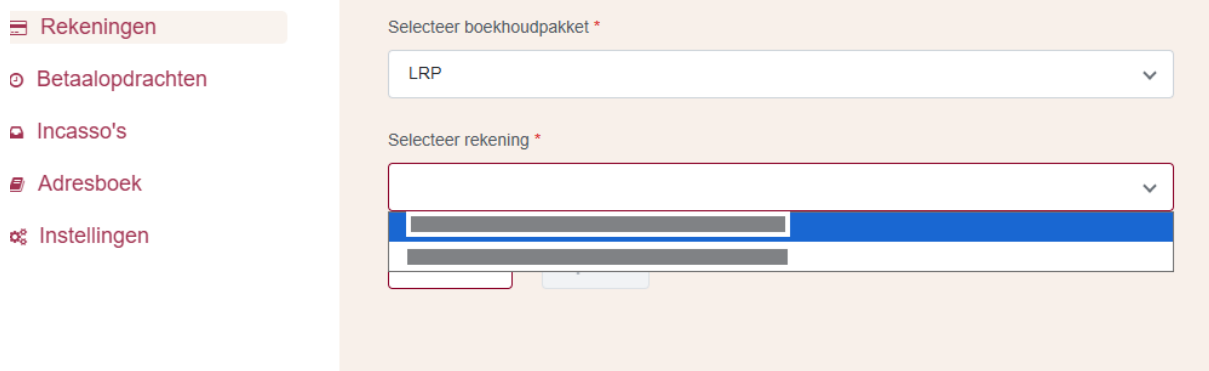 Rekeningen
Betaalopdrachten
Incasso's
Adresboek
Instellingen
Selecteer boekhoudpakket *
LRP
Selecteer rekening *